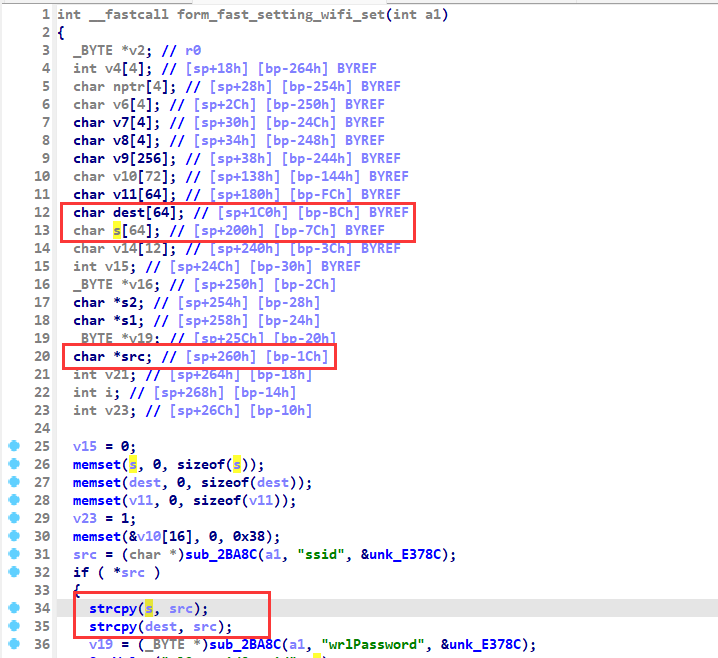 1 int __fastcall form_fast_setting_wifi_set(int a1)
2 {
3 _BYTE *v2; // r0
4 int v4[4]; // [sp+18h] [bp-264h] BYREF
5 char nptr[4]; // [sp+28h] [bp-254h] BYREF
6 char v6[4]; // [sp+2Ch] [bp-250h] BYREF
7 char v7[4]; // [sp+30h] [bp-24Ch] BYREF
8 char v8[4]; // [sp+34h] [bp-248h] BYREF
9 char v9[256]; // [sp+38h] [bp-244h] BYREF
10 char v10[72]; // [sp+138h] [bp-144h] BYREF
11 char v11[64]; // [sp+180h] [bp-FCh] BYREF
12 char dest[64]; // [sp+1C0h] [bp-BCh] BYREF
13 char s[64]; // [sp+200h] [bp-7Ch] BYREF
14 char v14[12]; // [sp+240h] [bp-3Ch] BYREF
15 int v15; // [sp+24Ch] [bp-30h] BYREF
16 _BYTE *v16; // [sp+250h] [bp-2Ch]
17 char *s2; // [sp+254h] [bp-28h]
18 char *s1; // [sp+258h] [bp-24h]
19 _BYTE *v19; // [sp+25Ch] [bp-20h]
20 char *src; // [sp+260h] [bp-1Ch]
21 int v21; // [sp+264h] [bp-18h]
22 int i; // [sp+268h] [bp-14h]
23 int v23; // [sp+26Ch] [bp-10h]
24
25 v15 = 0;
26 memset(s, 0, sizeof(s));
27 memset(dest, 0, sizeof(dest));
28 memset(v11, 0, sizeof(v11));
29 v23 = 1;
30 memset(&v10[16], 0, 0x38);
31 src = (char *)sub_2BA8C(a1, "ssid", &unk_E378C);
32 if ( *src )
33 {
34 strcpy(s, src);
35 strcpy(dest, src);
36 v19 = (_BYTE *)sub_2BA8C(a1, "wrlPassword", &unk_E378C);